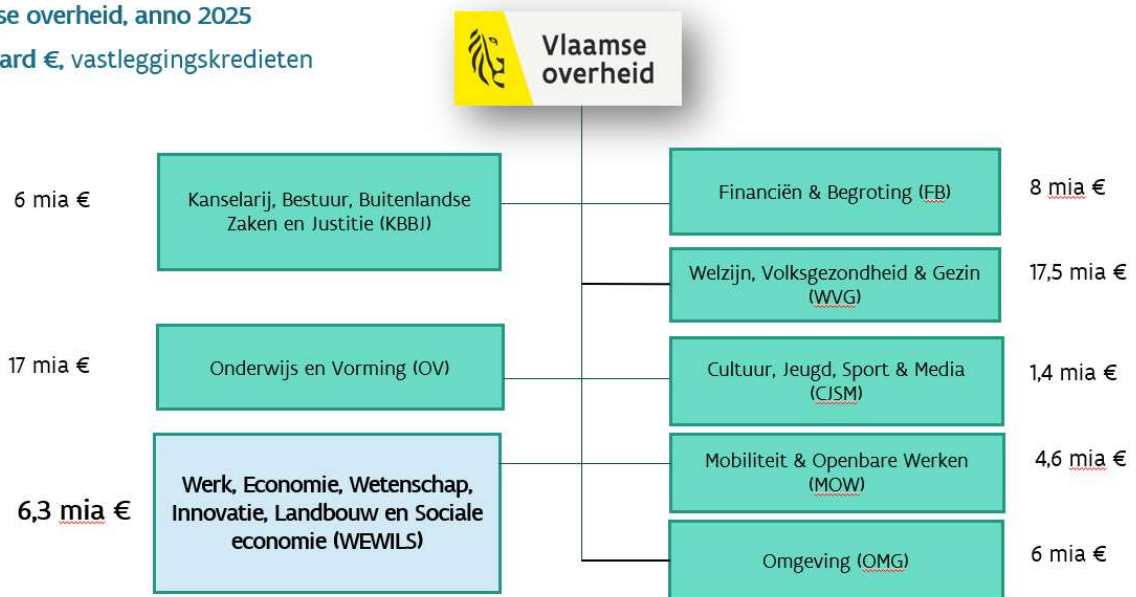 se overheid, anno 2025
ard €, vastleggingskredieten
Vlaamse
overheid
6 mia €
Kanselarij, Bestuur, Buitenlandse
Zaken en Justitie (KBBJ)
Financiën & Begroting (FB)
8 mia €
Welzijn, Volksgezondheid & Gezin
(WVG)
17,5 mia €
17 mia €
Onderwijs en Vorming (OV)
Cultuur, Jeugd, Sport & Media
(CJSM)
1,4 mia €
6,3 mia €
Werk, Economie, Wetenschap,
Innovatie, Landbouw en Sociale
economie (WEWILS)
Mobiliteit & Openbare Werken
(MOW)
4,6 mia €
Omgeving (OMG)
6 mia €